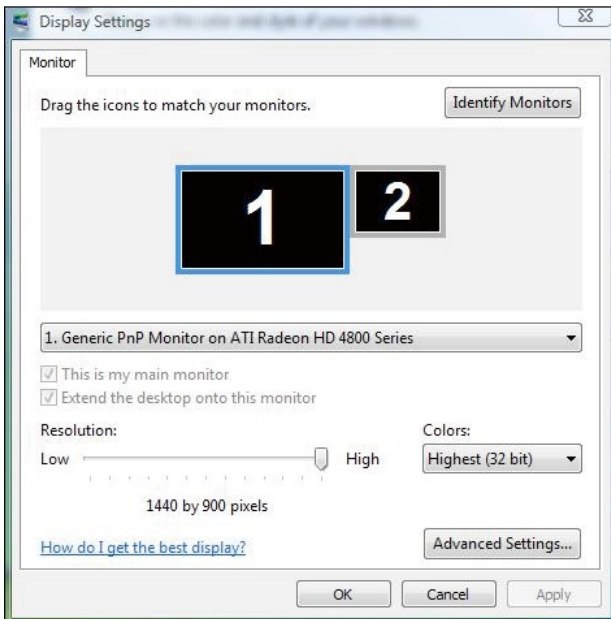 Display Settings
Monitor
Drag the icons to match your monitors.
Identify Monitors
1
2
1. Generic PnP Monitor on ATI Radeon HD 4800 Series
This is my main monitor
Extend the desktop onto this monitor
Resolution:
Colors:
Low
High
Highest (32 bit)
1440 by 900 pixels
How do I get the best display?
Advanced Settings...
OK
Cancel
Apply